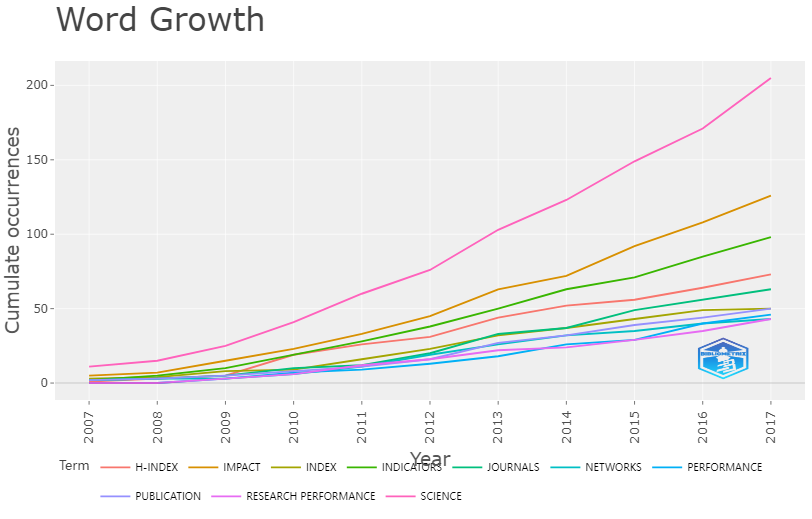 Word Growth
Cumulate occurrences
200
150
100
50
0
2007 2008 2009 2010 2011 2012 2013 2014 2015 2016 2017
Year
Term H-INDEX IMPACT INDEX INDICATORS JOURNALS NETWORKS PERFORMANCE
PUBLICATION RESEARCH PERFORMANCE SCIENCE
BIBLIOMETRIX